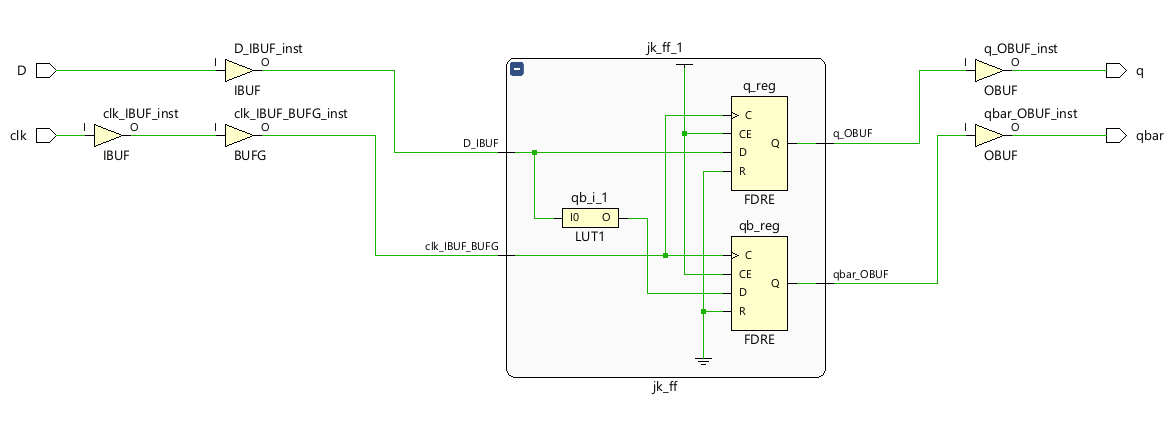 jk_ff_1
D_IBUF_inst
q_OBUF_inst
D
I
O
IBUF
I
O
OBUF
q
q_reg
C
CE
D
Q
R
FDRE
clk_IBUF_inst
clk_IBUF_BUFG_inst
qbar_OBUF_inst
clk
I
O
IBUF
I
O
BUFG
I
O
OBUF
qbar
D_IBUF
q_OBUF
qb_i_1
I0
O
LUT1
clk_IBUF_BUFG
qbar_OBUF
qb_reg
C
CE
D
Q
R
FDRE
jk_ff